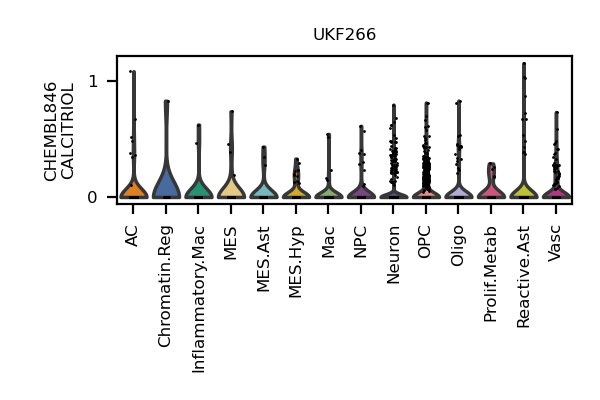 UKF266
CHEMBL846
CALCITRIOL
1
0
AC
Chromatin.Reg
Inflammatory.Mac
MES
MES.Ast
MES.Hyp
Mac
NPC
Neuron
OPC
Oligo
Prolif.Metab
Reactive.Ast
Vasc